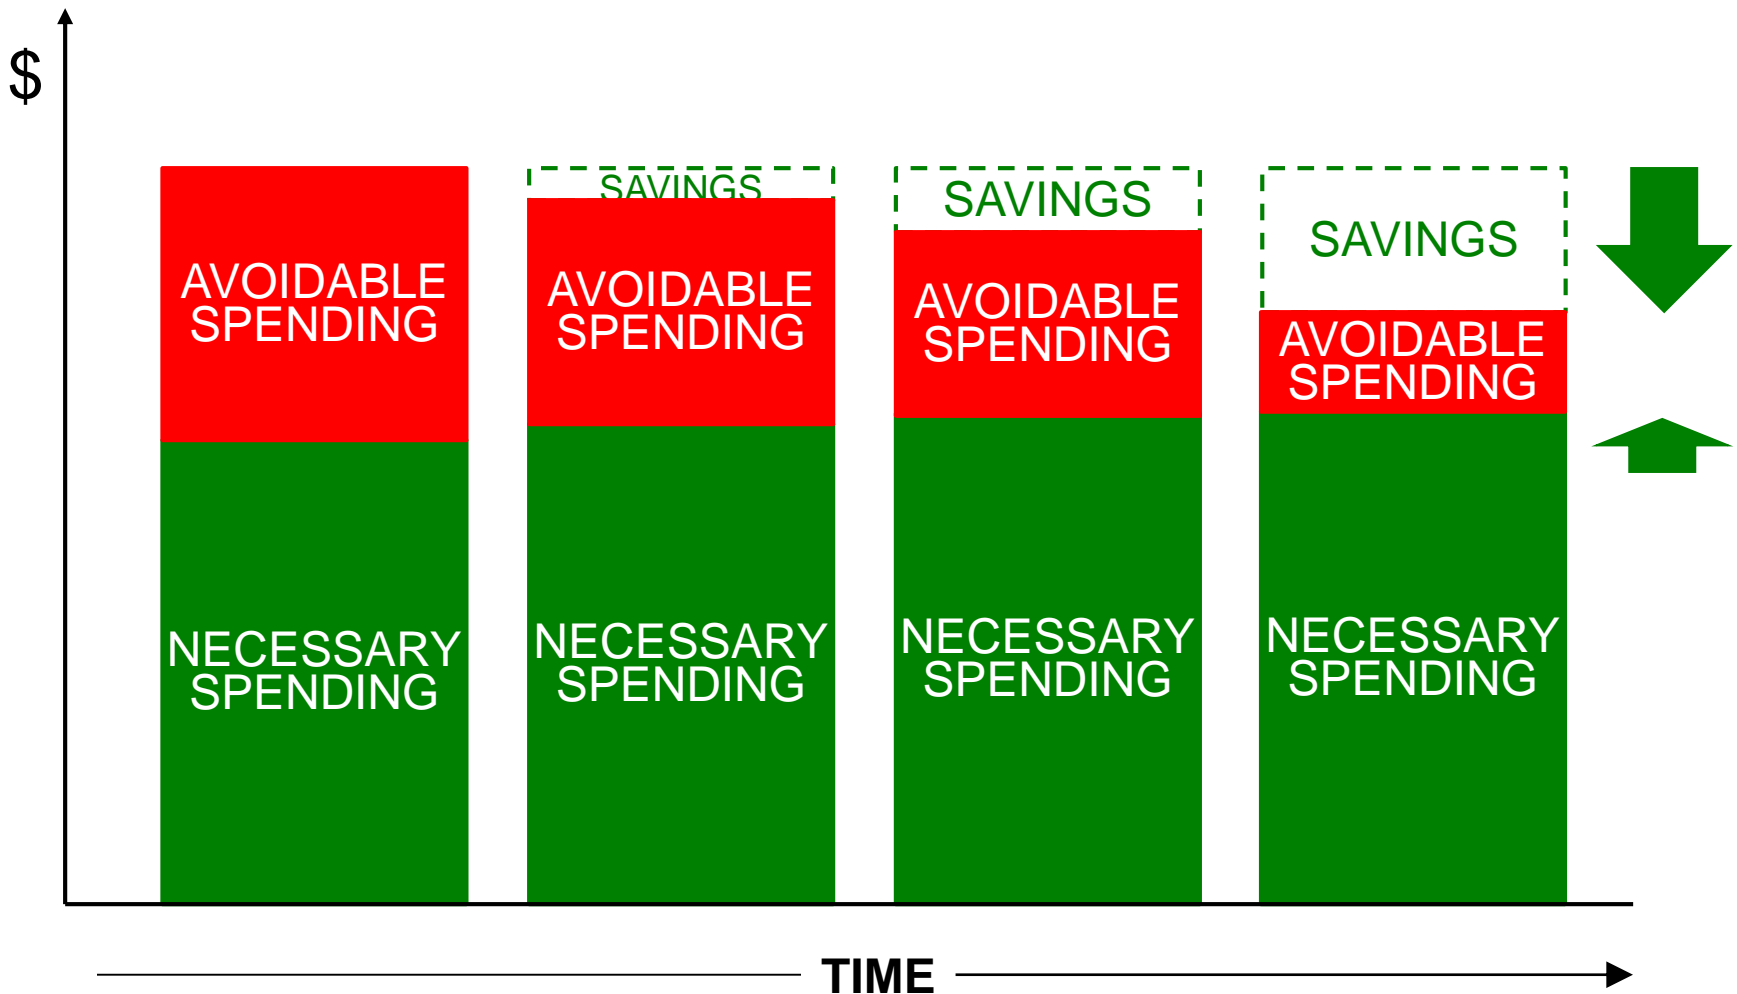 $
AVOIDABLE
SPENDING
NECESSARY
SPENDING
SAVINGS
AVOIDABLE
SPENDING
NECESSARY
SPENDING
SAVINGS
AVOIDABLE
SPENDING
NECESSARY
SPENDING
SAVINGS
AVOIDABLE
SPENDING
NECESSARY
SPENDING
TIME